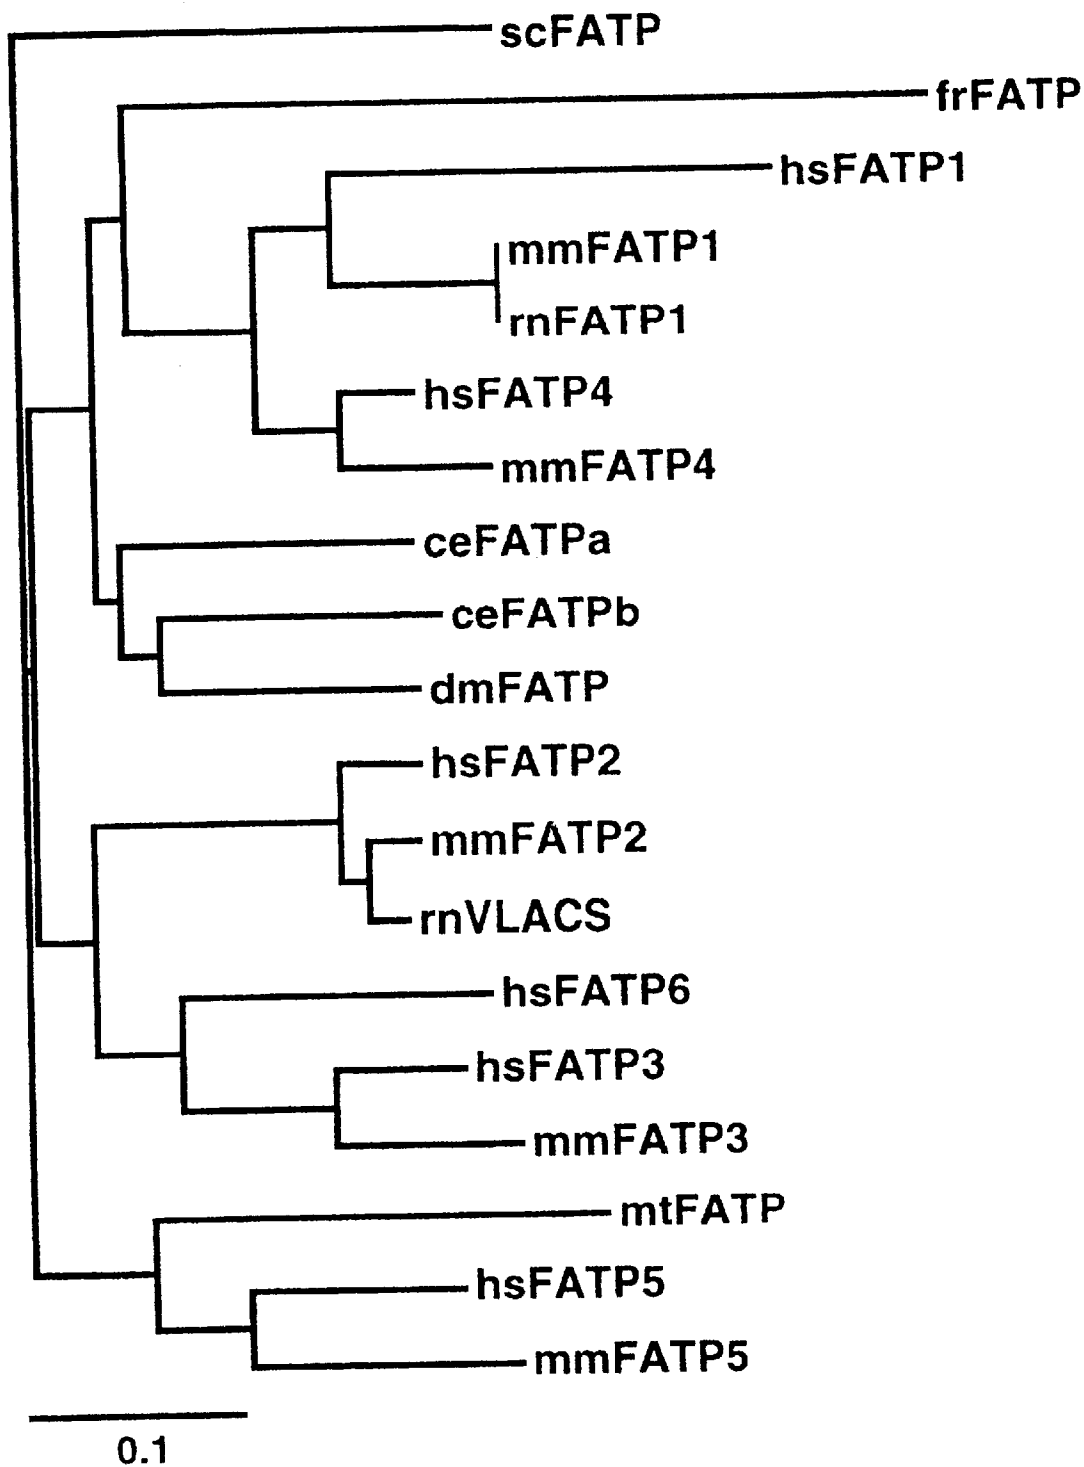 scFATP
frFATP
hsFATP1
mmFATP1
rnFATP1
hsFATP4
mmFATP4
ceFATPa
ceFATPb
dmFATP
hsFATP2
mmFATP2
rnVLACS
hsFATP6
hsFATP3
mmFATP3
mtFATP
hsFATP5
mmFATP5
0.1